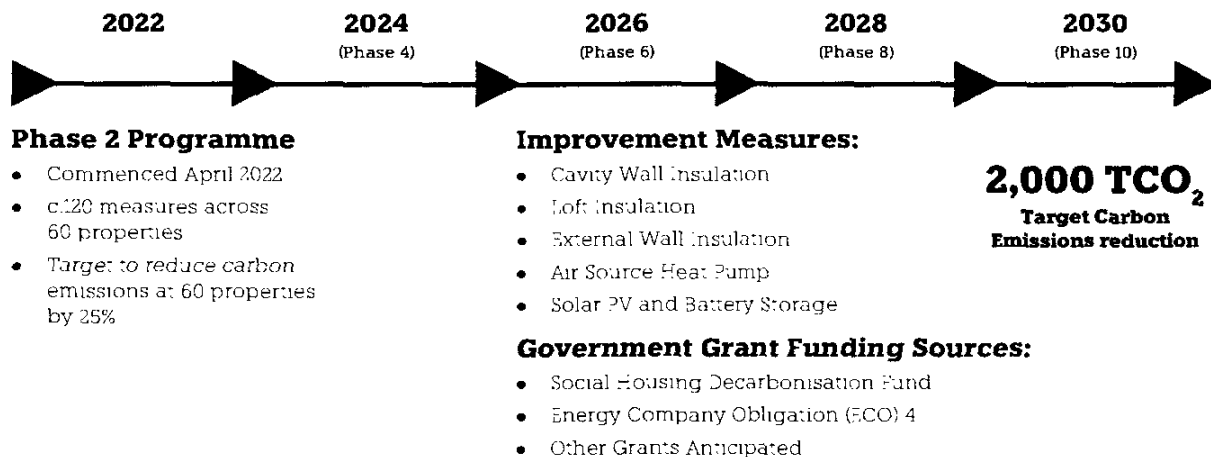 2022
2024
(Phase 4)
2026
(Phase 6)
2028
(Phase 8)
2030
(Phase 10)
Phase 2 Programme
• Commenced April 2022
• c.120 measures across
60 properties
• Target to reduce carbon
emissions at 60 properties
by 25%
Improvement Measures:
• Cavity Wall Insulation
• Loft Insulation
• External Wall Insulation
• Air Source Heat Pump
• Solar PV and Battery Storage
Government Grant Funding Sources:
• Social Housing Decarbonisation Fund
• Energy Company Obligation (ECO) 4
• Other Grants Anticipated
2,000 TCO₂
Target Carbon
Emissions reduction